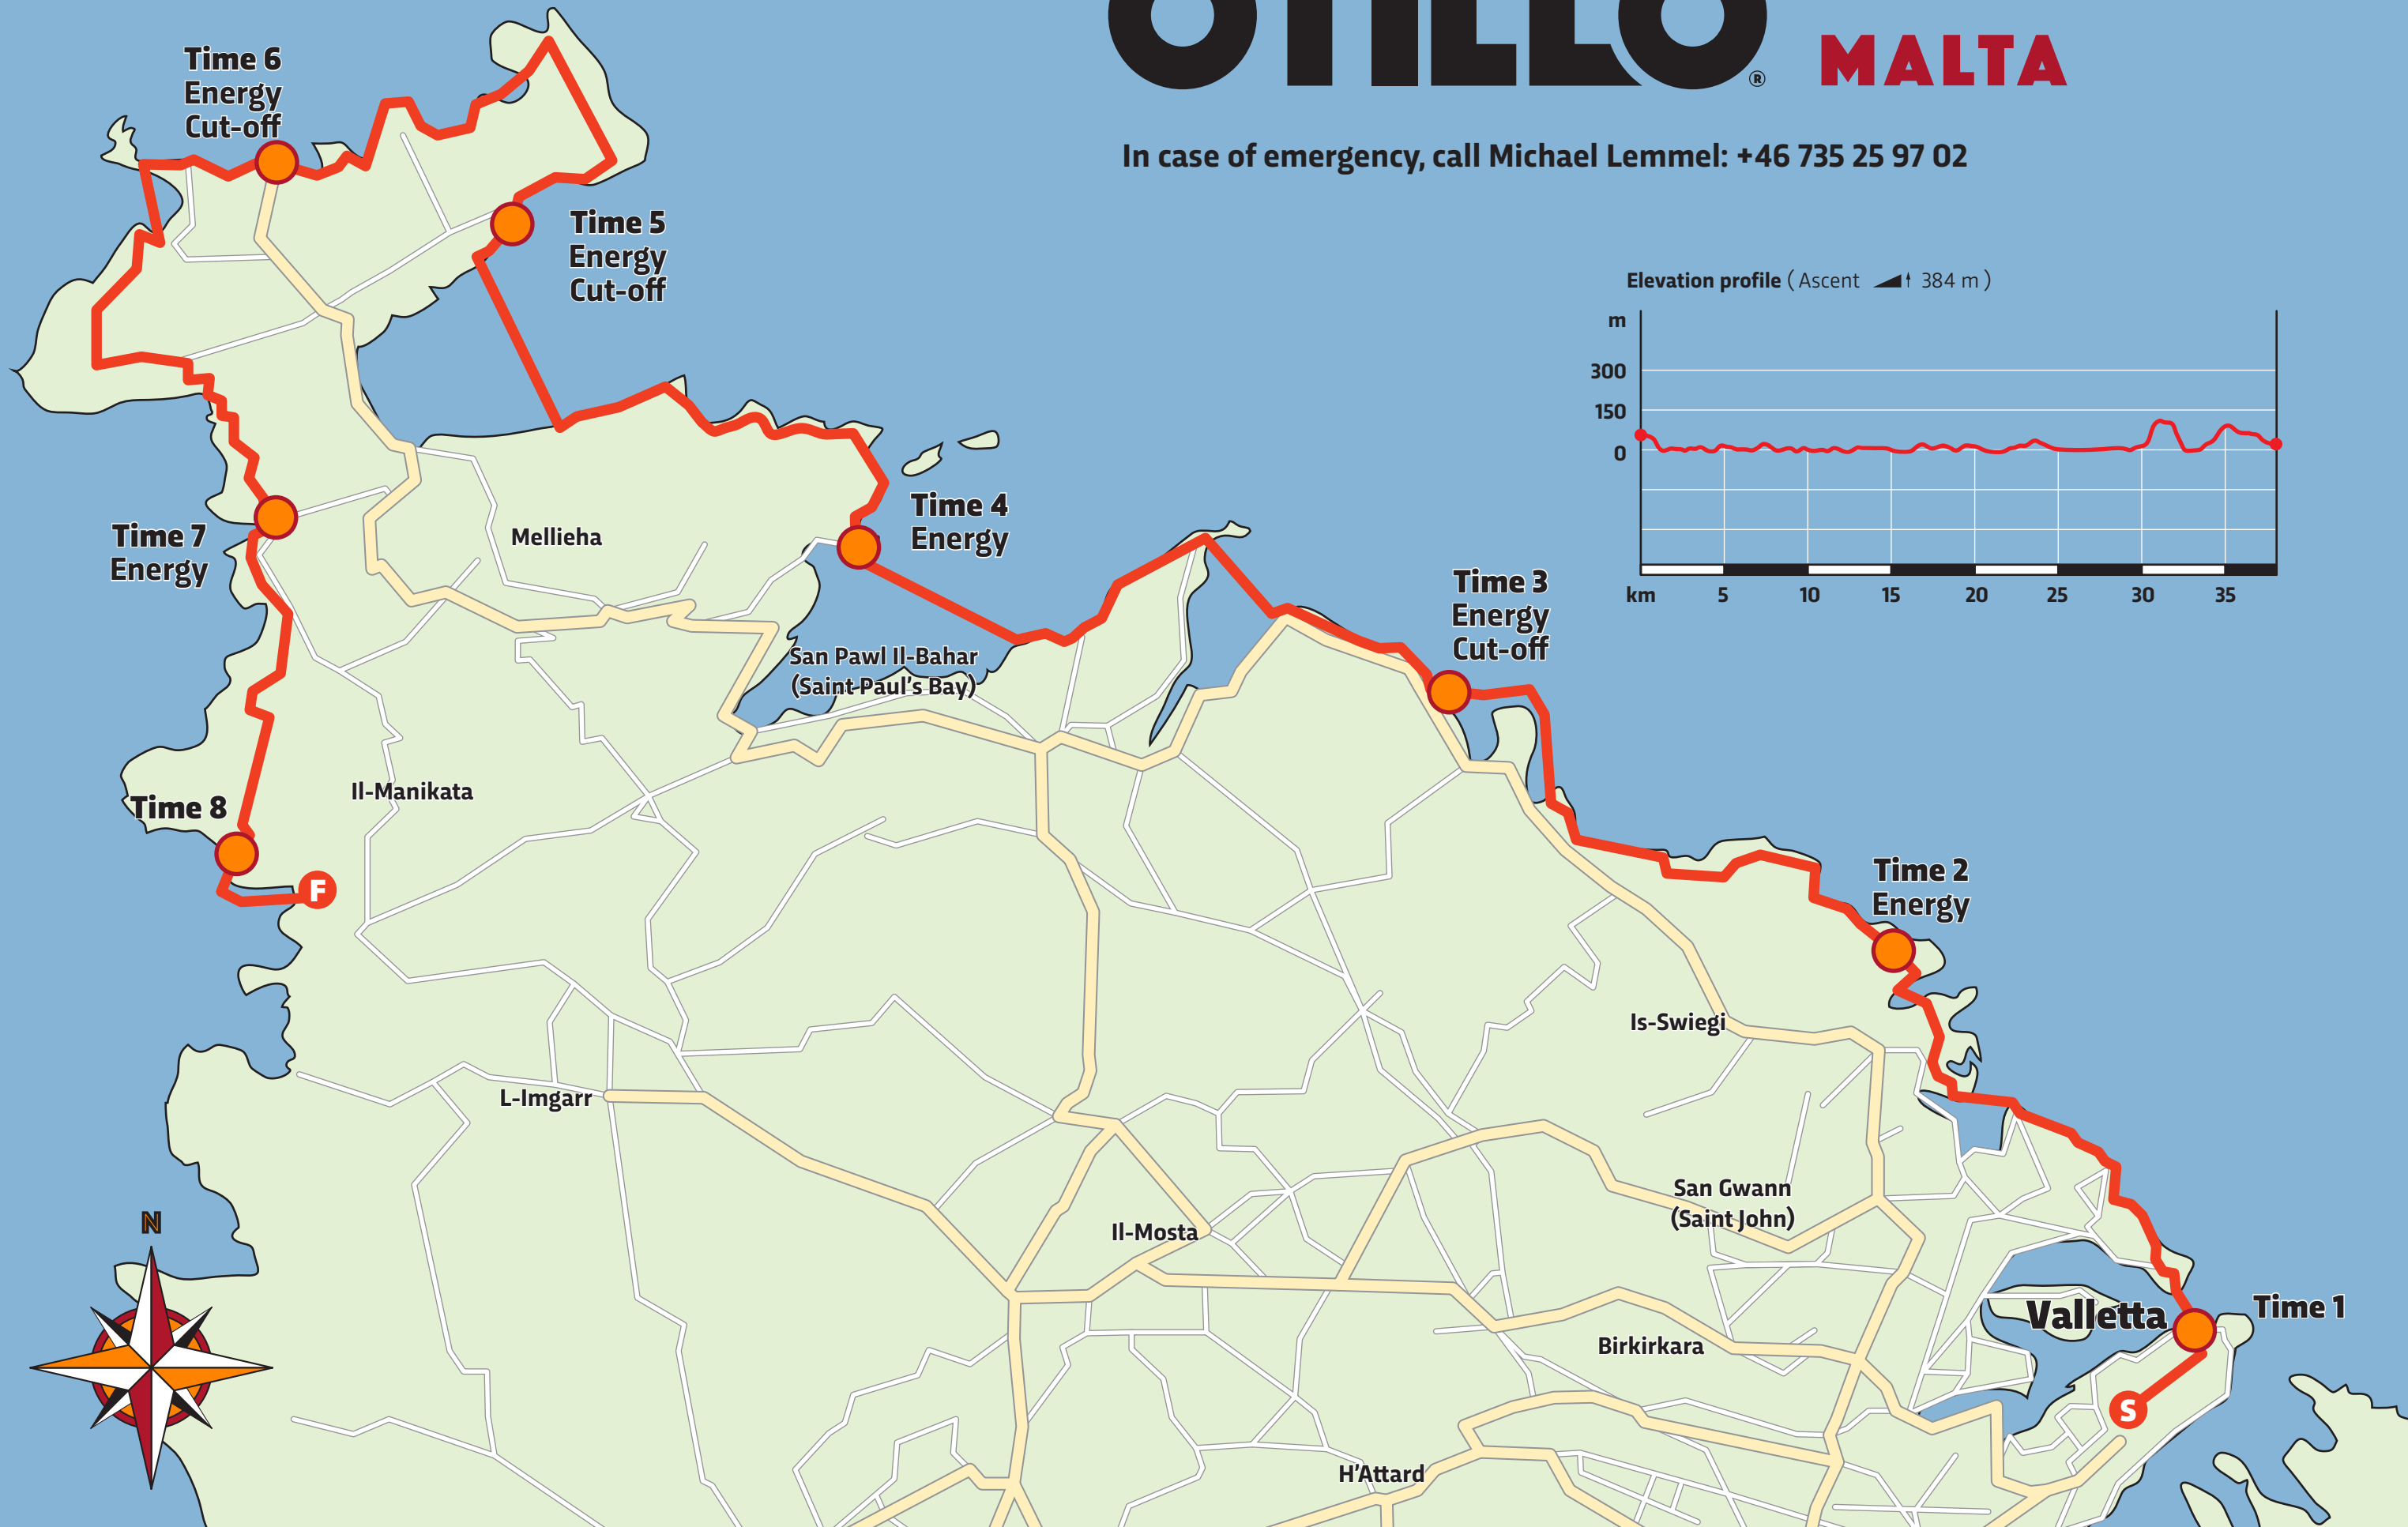 ÖTILLÖ® MALTA
In case of emergency, call Michael Lemmel: +46 735 25 97 02
Elevation profile ( Ascent 384 m )
m
300
150
0
km 5 10 15 20 25 30 35
Time 6
Energy
Cut-off
Time 5
Energy
Cut-off
Time 4
Energy
Time 7
Energy
Mellieha
Time 3
Energy
Cut-off
San Pawl Il-Bahar
(Saint Paul's Bay)
Il-Manikata
Time 8
F
Time 2
Energy
Is-Swiegi
L-Imgarr
San Gwann
(Saint John)
N
Il-Mosta
Valletta
Time 1
Birkirkara
S
H'Attard